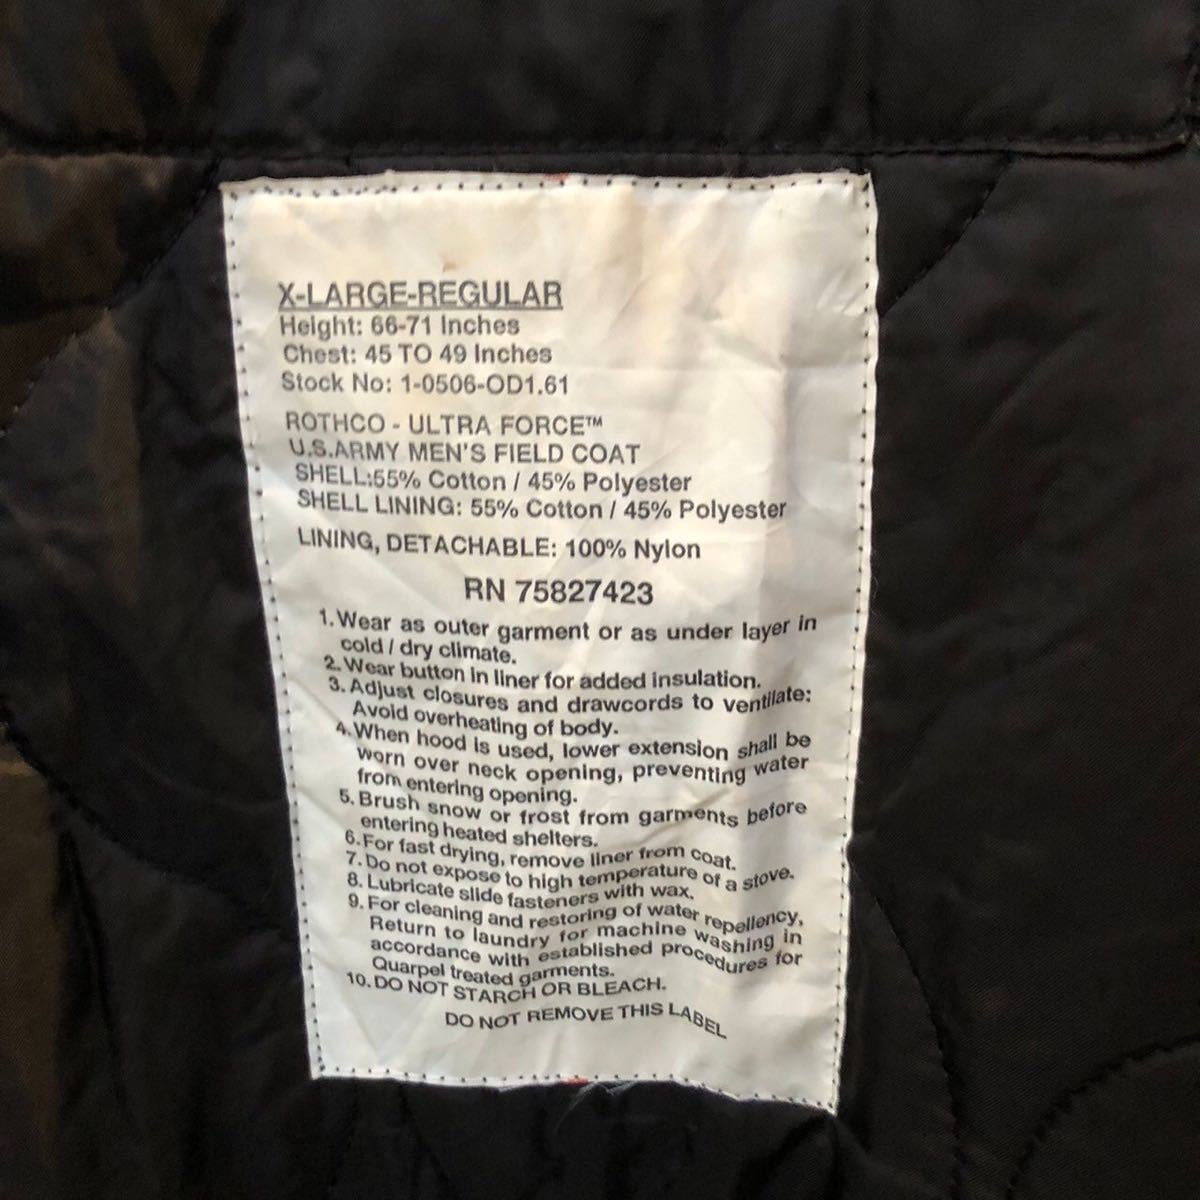 X-LARGE-REGULAR
Height: 66-71 Inches
Chest: 45 TO 49 Inches
Stock No: 1-0506-OD1.61
ROTHCO - ULTRA FORCE™
U.S.ARMY MEN'S FIELD COAT
SHELL:55% Cotton / 45% Polyester
SHELL LINING: 55% Cotton / 45% Polyester
LINING, DETACHABLE: 100% Nylon
RN 75827423
1. Wear as outer garment or as under layer in
cold / dry climate.
2. Wear button in liner for added insulation.
3. Adjust closures and drawcords to ventilate:
Avoid overheating of body.
4. When hood is used, lower extension shall be
worn over neck opening, preventing water
from entering opening.
5. Brush snow or frost from garments before
entering heated shelters.
6. For fast drying, remove liner from coat.
7. Do not expose to high temperature of a stove.
8. Lubricate slide fasteners with wax.
9. For cleaning and restoring of water repellency,
Return to laundry for machine washing in
accordance with established procedures for
Quarpel treated garments.
10. DO NOT STARCH OR BLEACH.
DO NOT REMOVE THIS LABEL